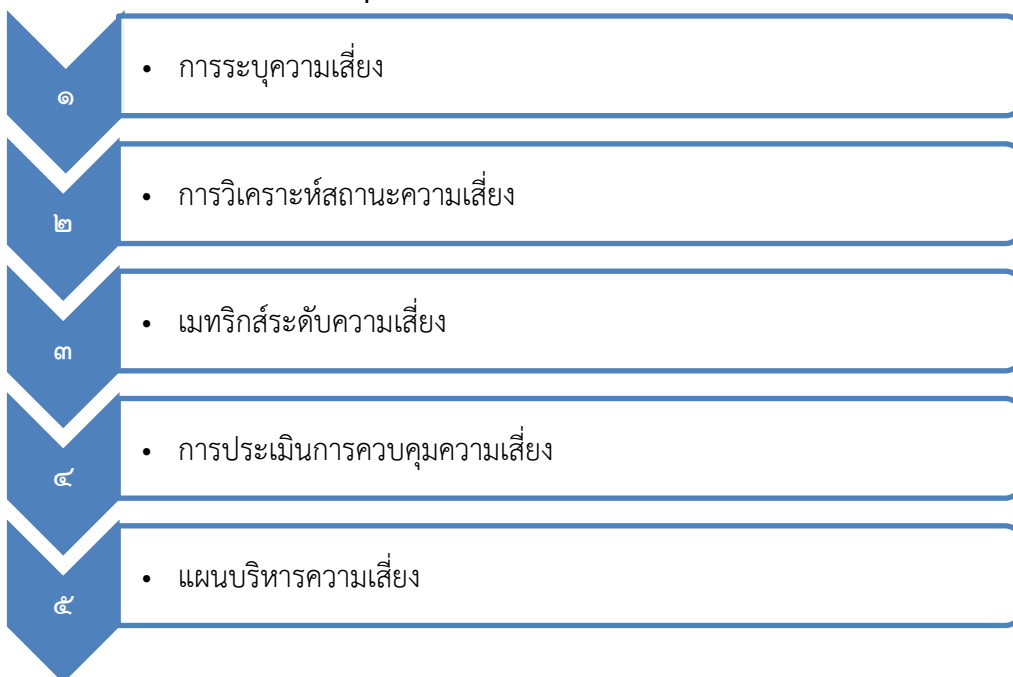 ๑
• การระบุความเสี่ยง
๒
• การวิเคราะห์สถานะความเสี่ยง
๓
• เมทริกส์ระดับความเสี่ยง
๔
• การประเมินการควบคุมความเสี่ยง
๕
• แผนบริหารความเสี่ยง